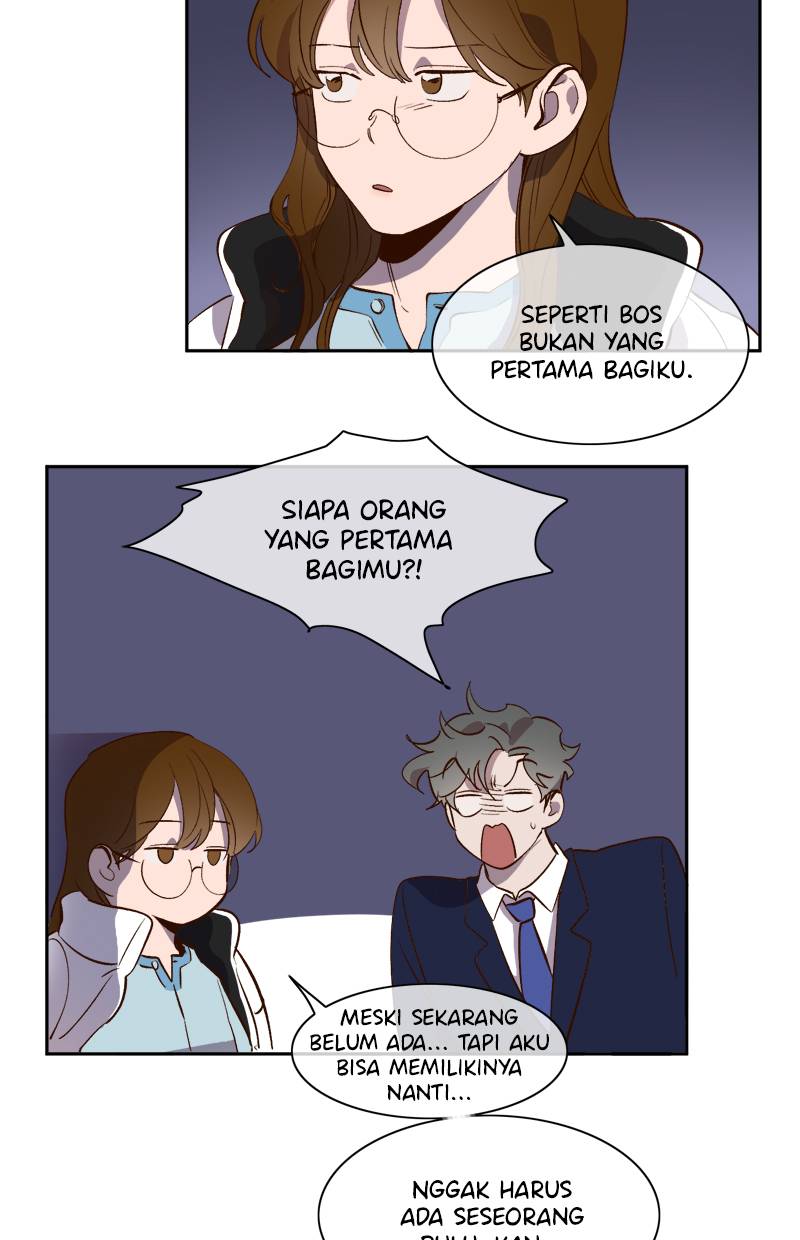 SEPERTI BOS
BUKAN YANG
PERTAMA BAGIKU.
SIAPA ORANG
YANG PERTAMA
BAGIMU?!
MESKI SEKARANG
BELUM ADA... TAPI AKU
BISA MEMILIKINYA
NANTI...
NGGAK HARUS
ADA SESEORANG